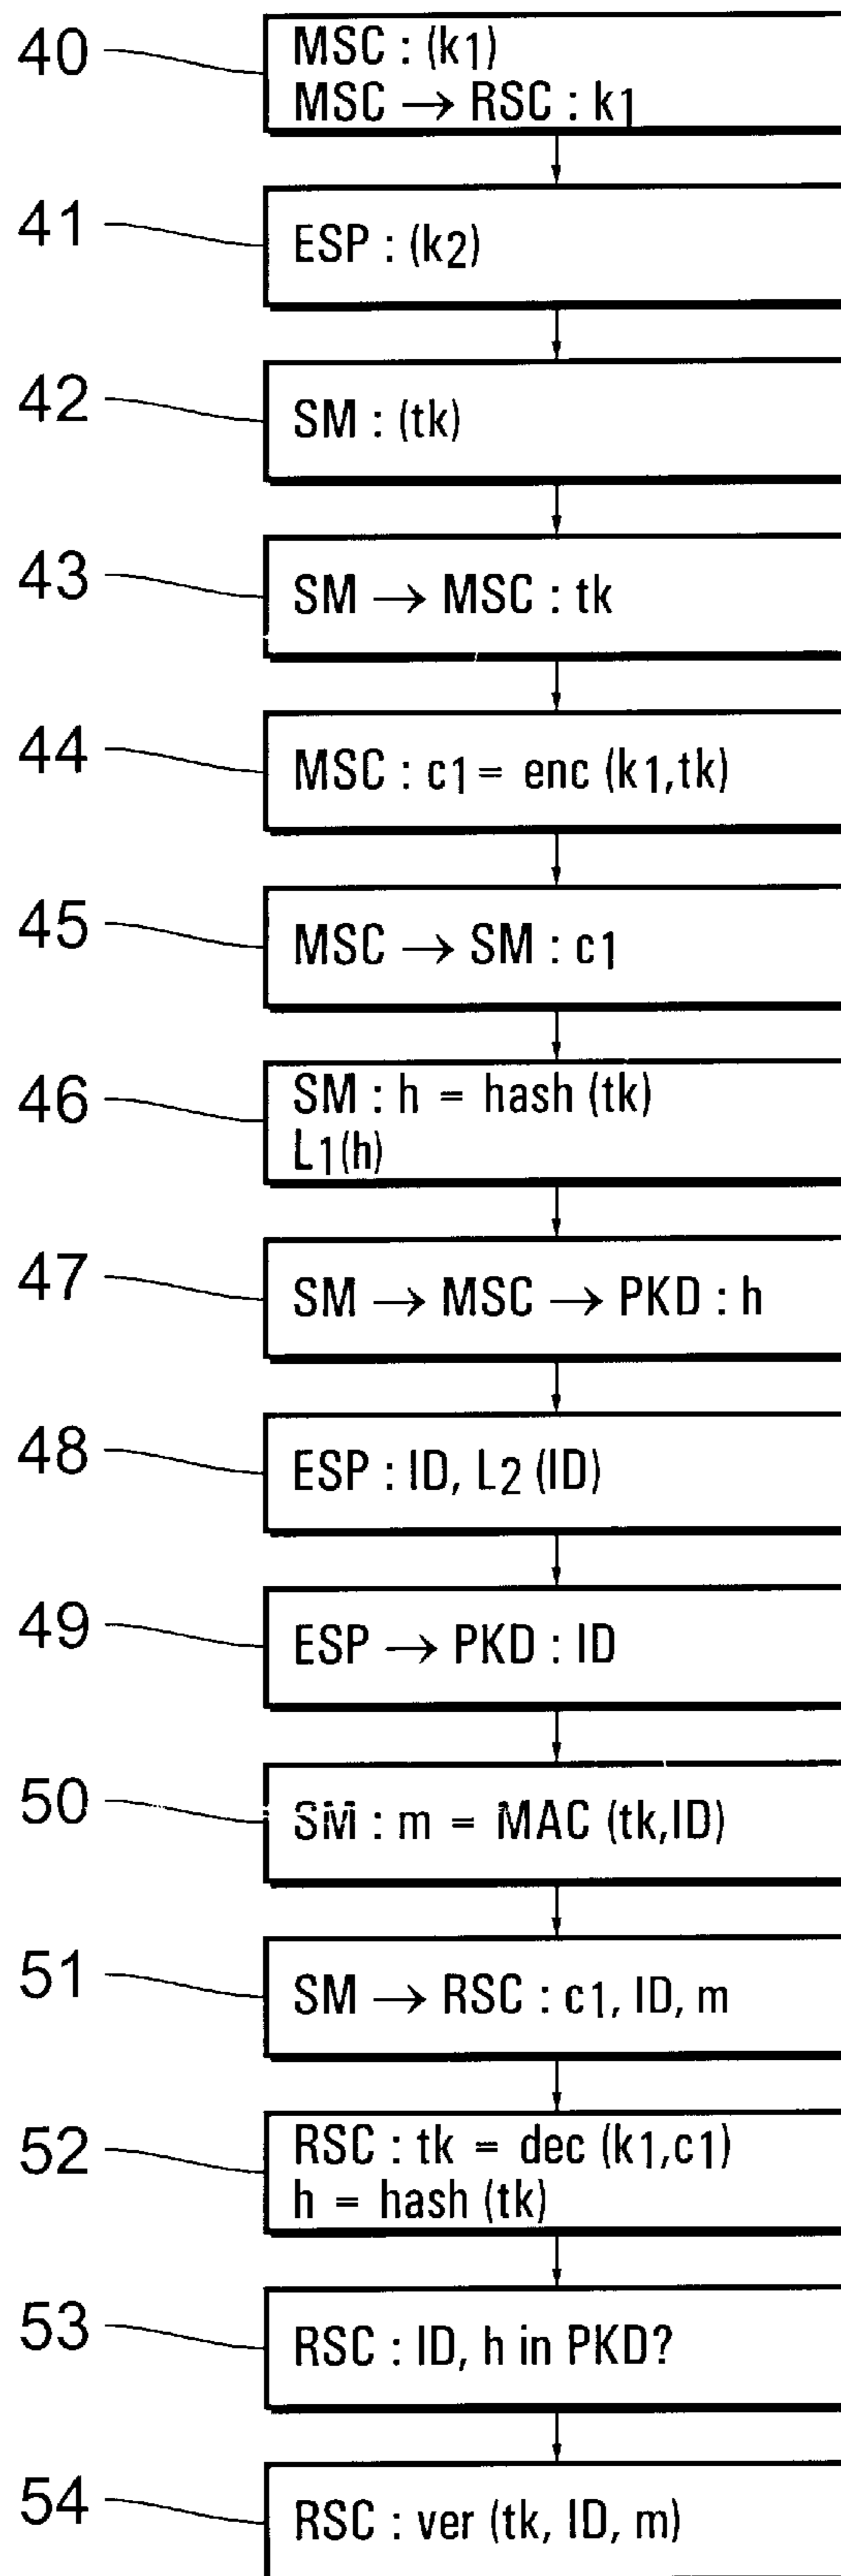 40
MSC : (k1)
MSC → RSC : k1
41
ESP : (k2)
42
SM : (tk)
43
SM → MSC : tk
44
MSC : c1 = enc (k1,tk)
45
MSC → SM : c1
46
SM : h = hash (tk)
L1(h)
47
SM → MSC → PKD : h
48
ESP : ID, L2 (ID)
49
ESP → PKD : ID
50
SM : m = MAC (tk,ID)
51
SM → RSC : c1, ID, m
52
RSC : tk = dec (k1,c1)
h = hash (tk)
53
RSC : ID, h in PKD?
54
RSC : ver (tk, ID, m)